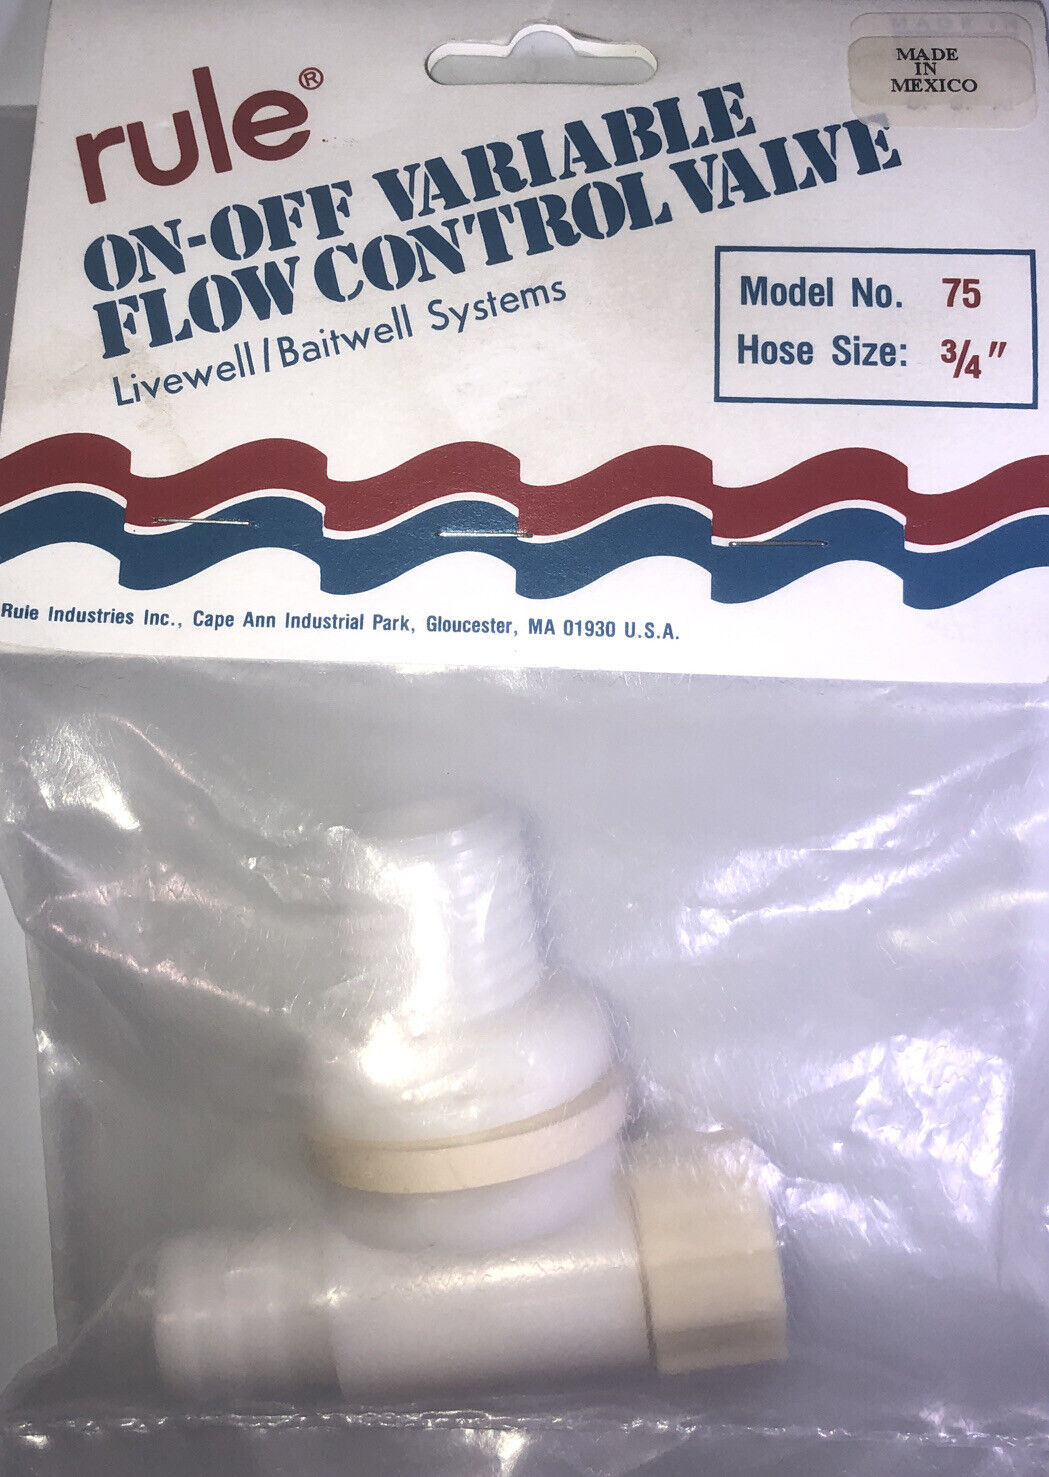 rule®
MADE
IN
MEXICO
ON-OFF VARIABLE
FLOW CONTROL VALVE
Livewell/Baitwell Systems
Model No. 75
Hose Size: 3/4"
Rule Industries Inc., Cape Ann Industrial Park, Gloucester, MA 01930 U.S.A.